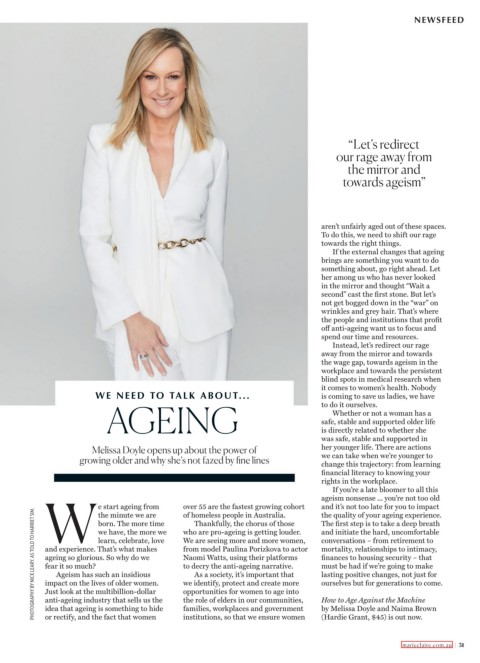 NEWSFEED
“Let’s redirect
our rage away from
the mirror and
towards ageism”
WE NEED TO TALK ABOUT...
AGEING
Melissa Doyle opens up about the power of
growing older and why she’s not fazed by fine lines
We start ageing from
the minute we are
born. The more time
we have, the more we
learn, celebrate, love
and experience. That’s what makes
ageing so glorious. So why do we
fear it so much?
Ageism has such an insidious
impact on the lives of older women.
Just look at the multibillion-dollar
anti-ageing industry that sells us the
idea that ageing is something to hide
or rectify, and the fact that women
over 55 are the fastest growing cohort
of homeless people in Australia.
Thankfully, the chorus of those
who are pro-ageing is getting louder.
We are seeing more and more women,
from model Paulina Porizkova to actor
Naomi Watts, using their platforms
to decry the anti-ageing narrative.
As a society, it’s important that
we identify, protect and create more
opportunities for women to age into
the role of elders in our communities,
families, workplaces and government
institutions, so that we ensure women
aren’t unfairly aged out of these spaces.
To do this, we need to shift our rage
towards the right things.
If the external changes that ageing
brings are something you want to do
something about, go right ahead. Let
her among us who has never looked
in the mirror and thought “Wait a
second” cast the first stone. But let’s
not get bogged down in the “war” on
wrinkles and grey hair. That’s where
the people and institutions that profit
off anti-ageing want us to focus and
spend our time and resources.
Instead, let’s redirect our rage
away from the mirror and towards
the wage gap, towards ageism in the
workplace and towards the persistent
blind spots in medical research when
it comes to women’s health. Nobody
is coming to save us ladies, we have
to do it ourselves.
Whether or not a woman has a
safe, stable and supported older life
is directly related to whether she
was safe, stable and supported in
her younger life. There are actions
we can take when we’re younger to
change this trajectory: from learning
financial literacy to knowing your
rights in the workplace.
If you’re a late bloomer to all this
ageism nonsense ... you’re not too old
and it’s not too late for you to impact
the quality of your ageing experience.
The first step is to take a deep breath
and initiate the hard, uncomfortable
conversations – from retirement to
mortality, relationships to intimacy,
finances to housing security – that
must be had if we’re going to make
lasting positive changes, not just for
ourselves but for generations to come.
How to Age Against the Machine
by Melissa Doyle and Naima Brown
(Hardie Grant, $45) is out now.
PHOTOGRAPHY BY NICK LEARY. AS TOLD TO HARRIET SIM.
marieclaire.com.au